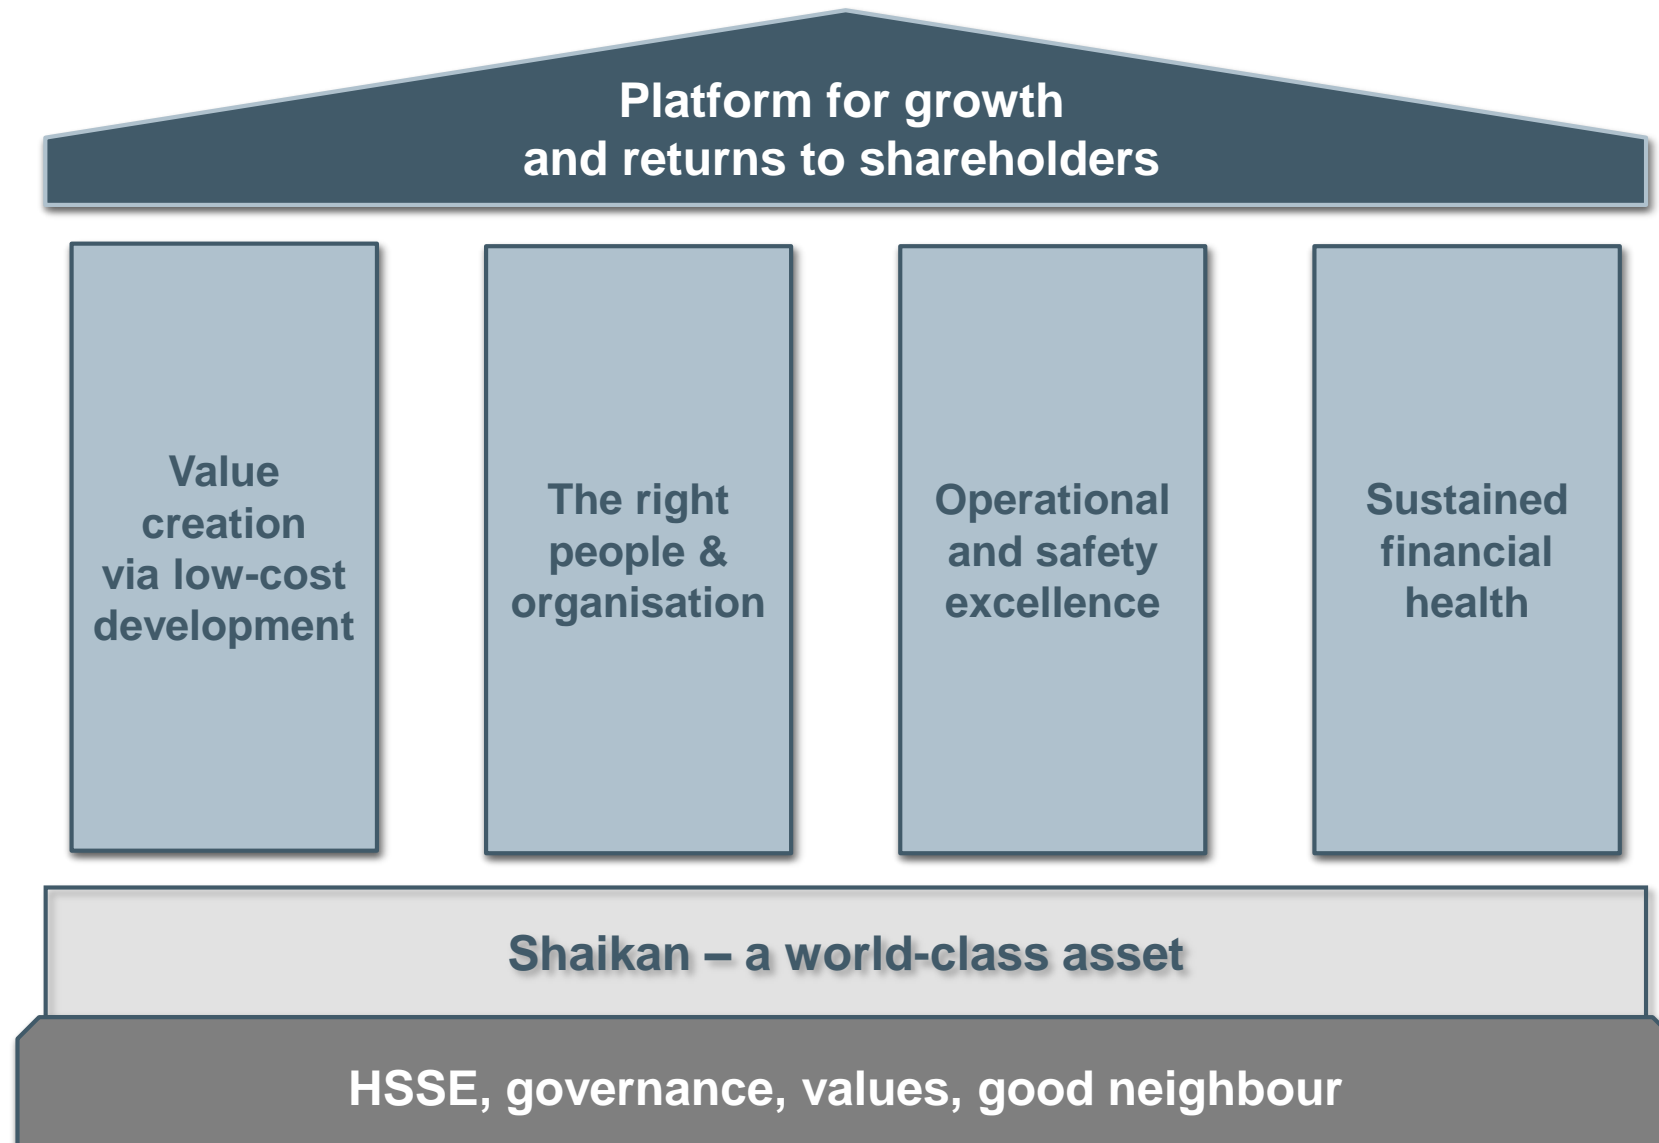 Platform for growth
and returns to shareholders
Value
creation
via low-cost
development
The right
people &
organisation
Operational
and safety
excellence
Sustained
financial
health
Shaikan – a world-class asset
HSSE, governance, values, good neighbour